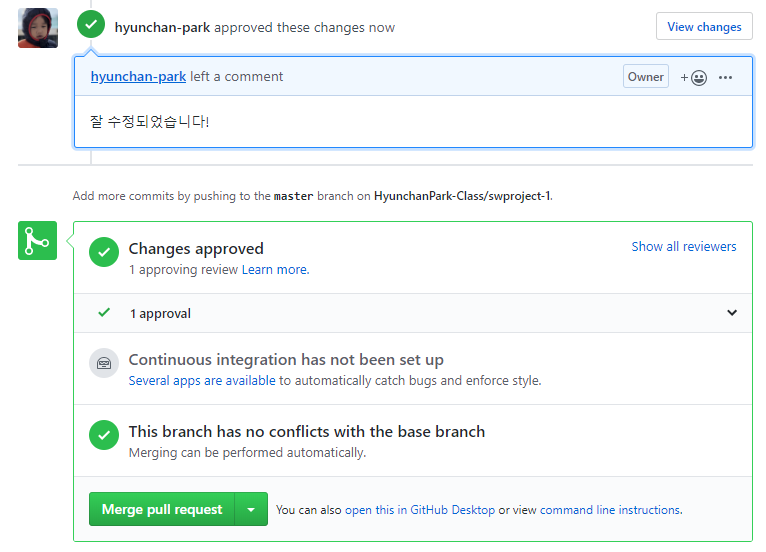 hyunchan-park approved these changes now
View changes
hyunchan-park left a comment
Owner
잘 수정되었습니다!
Add more commits by pushing to the master branch on HyunchanPark-Class/swproject-1.
Changes approved
Show all reviewers
1 approving review Learn more.
1 approval
Continuous integration has not been set up
Several apps are available to automatically catch bugs and enforce style.
This branch has no conflicts with the base branch
Merging can be performed automatically.
Merge pull request
You can also open this in GitHub Desktop or view command line instructions.